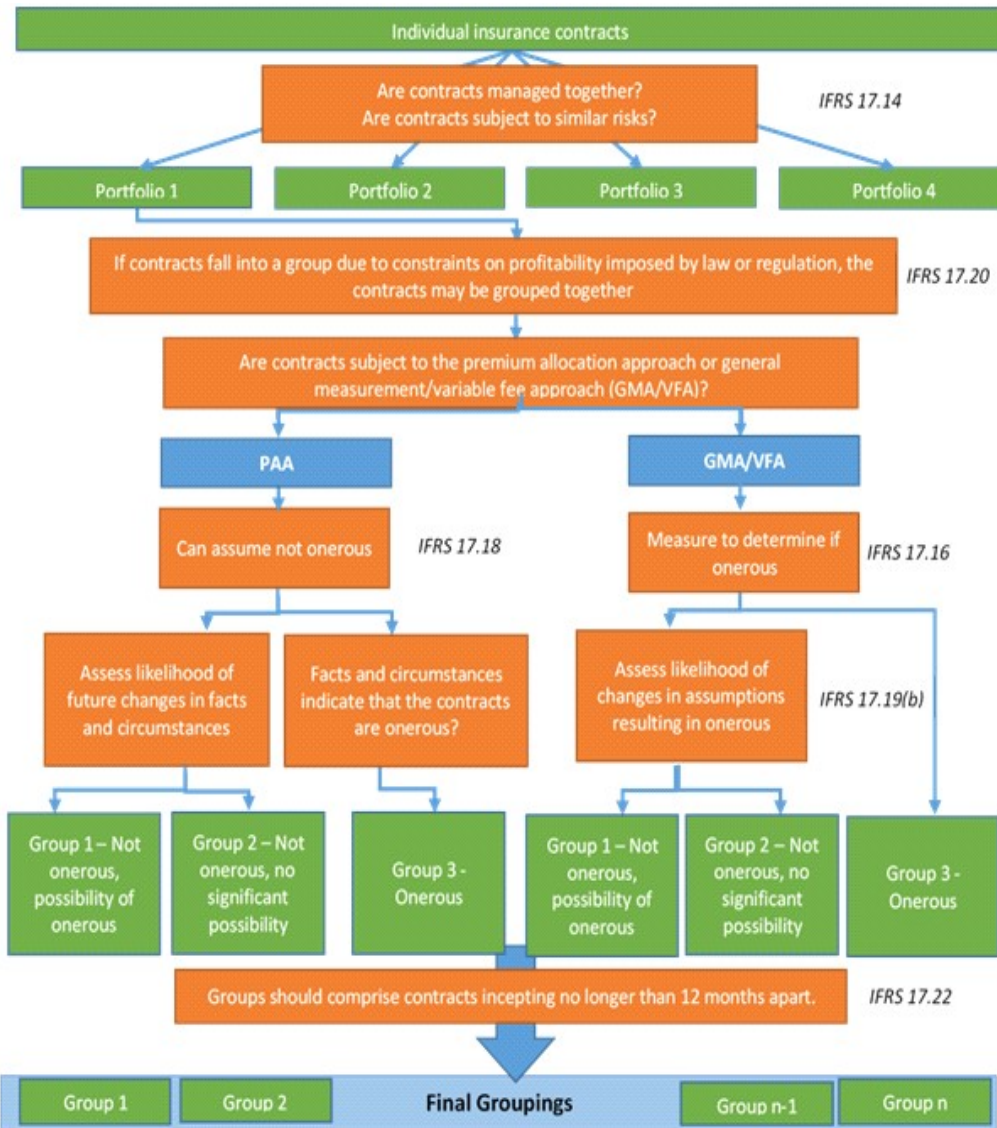 Individual insurance contracts
Are contracts managed together?
Are contracts subject to similar risks?
IFRS 17.14
Portfolio 1
Portfolio 2
Portfolio 3
Portfolio 4
If contracts fall into a group due to constraints on profitability imposed by law or regulation, the
contracts may be grouped together
IFRS 17.20
Are contracts subject to the premium allocation approach or general
measurement/variable fee approach (GMA/VFA)?
PAA
GMA/VFA
Can assume not onerous
IFRS 17.18
Measure to determine if
onerous
IFRS 17.16
Assess likelihood of
future changes in facts
and circumstances
Facts and circumstances
indicate that the contracts
are onerous?
Assess likelihood of
changes in assumptions
resulting in onerous
IFRS 17.19(b)
Group 1 – Not
onerous,
possibility of
onerous
Group 2 – Not
onerous, no
significant
possibility
Group 3 -
Onerous
Group 1 – Not
onerous,
possibility of
onerous
Group 2 – Not
onerous, no
significant
possibility
Group 3 -
Onerous
Groups should comprise contracts incepting no longer than 12 months apart.
IFRS 17.22
Group 1
Group 2
Final Groupings
Group n-1
Group n